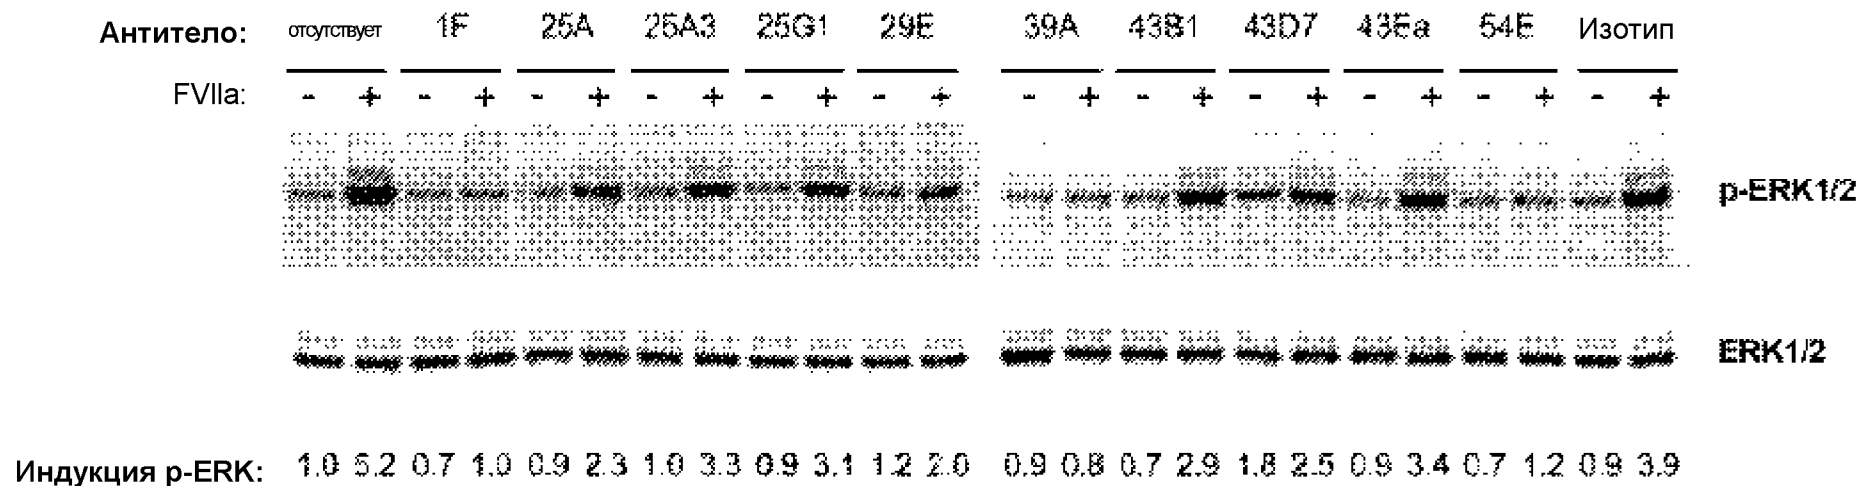 Антитело: отсутствует 1F 25A 25A3 25G1 29E 39A 43B1 43D7 43Ea 54E Изотип
FVIIa: - + - + - + - + - + - + - + - + - + - + - + - +
p-ERK1/2
ERK1/2
Индукция p-ERK: 1.0 5.2 0.7 1.0 0.9 2.3 1.0 3.3 0.9 3.1 1.2 2.0 0.9 0.8 0.7 2.9 1.8 2.5 0.9 3.4 0.7 1.2 0.9 3.9